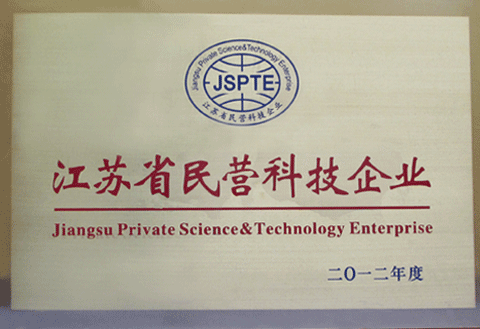 Jiangsu Private Science&Technology Enterprise
JSPTE
江苏省民营科技企业
江苏省民营科技企业
Jiangsu Private Science&Technology Enterprise
二〇一二年度